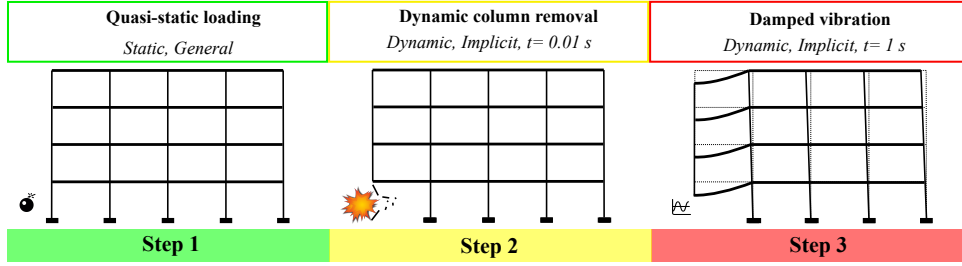 Quasi-static loading
Static, General
Dynamic column removal
Dynamic, Implicit, t= 0.01 s
Damped vibration
Dynamic, Implicit, t= 1 s
Step 1
Step 2
Step 3